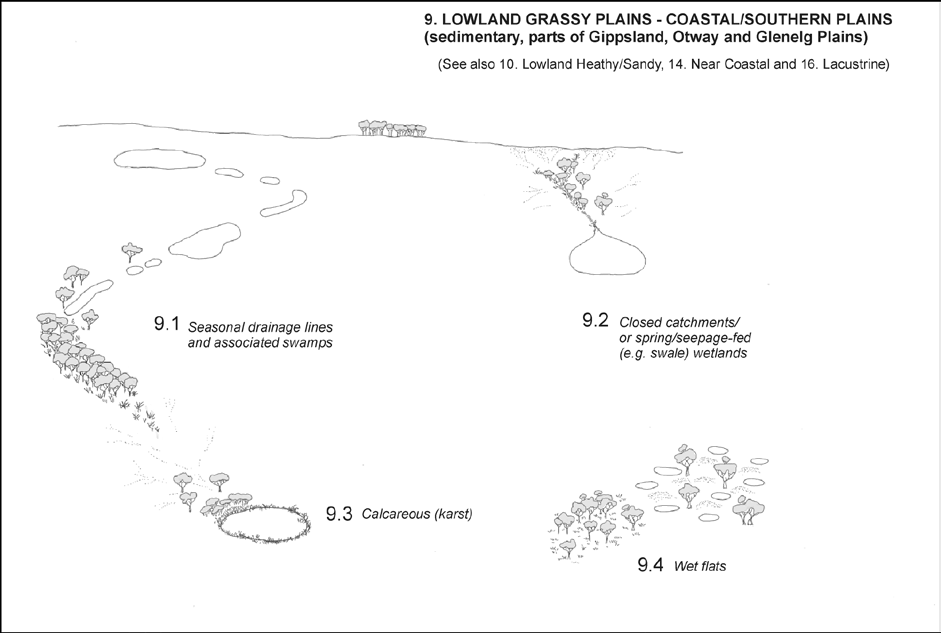 9. LOWLAND GRASSY PLAINS - COASTAL/SOUTHERN PLAINS
(sedimentary, parts of Gippsland, Otway and Glenelg Plains)
(See also 10. Lowland Heathy/Sandy, 14. Near Coastal and 16. Lacustrine)
9.1 Seasonal drainage lines
and associated swamps
9.2 Closed catchments/
or spring/seepage-fed
(e.g. swale) wetlands
9.3 Calcareous (karst)
9.4 Wet flats